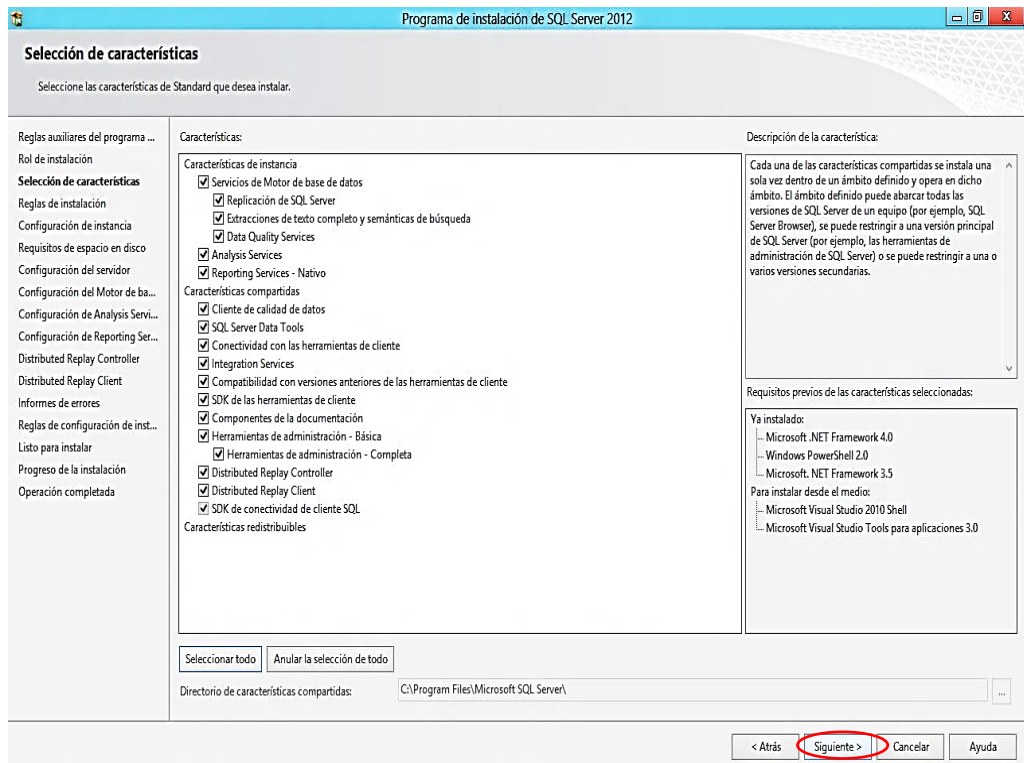 Programa de instalación de SQL Server 2012
X
Selección de características
Seleccione las características de Standard que desea instalar.
Reglas auxiliares del programa ...
Rol de instalación
Selección de características
Reglas de instalación
Configuración de instancia
Requisitos de espacio en disco
Configuración del servidor
Configuración del Motor de ba...
Configuración de Analysis Servi...
Configuración de Reporting Ser...
Distributed Replay Controller
Distributed Replay Client
Informes de errores
Reglas de configuración de inst...
Listo para instalar
Progreso de la instalación
Operación completada
Características:
Características de instancia
Servicios de Motor de base de datos
Replicación de SQL Server
Extracciones de texto completo y semánticas de búsqueda
Data Quality Services
Analysis Services
Reporting Services - Nativo
Características compartidas
Cliente de calidad de datos
SQL Server Data Tools
Conectividad con las herramientas de cliente
Integration Services
Compatibilidad con versiones anteriores de las herramientas de cliente
SDK de las herramientas de cliente
Componentes de la documentación
Herramientas de administración - Básica
Herramientas de administración - Completa
Distributed Replay Controller
Distributed Replay Client
SDK de conectividad de cliente SQL
Características redistribuibles
Descripción de la característica:
Cada una de las características compartidas se instala una
sola vez dentro de un ámbito definido y opera en dicho
ámbito. El ámbito definido puede abarcar todas las
versiones de SQL Server de un equipo (por ejemplo, SQL
Server Browser), se puede restringir a una versión principal
de SQL Server (por ejemplo, las herramientas de
administración de SQL Server) o se puede restringir a una o
varios versiones secundarias.
Requisitos previos de las características seleccionadas:
Ya instalado:
Microsoft .NET Framework 4.0
Windows PowerShell 2.0
Microsoft. NET Framework 3.5
Para instalar desde el medio:
Microsoft Visual Studio 2010 Shell
Microsoft Visual Studio Tools para aplicaciones 3.0
Seleccionar todo
Anular la selección de todo
Directorio de características compartidas:
C:\Program Files\Microsoft SQL Server\
...
< Atrás
Siguiente >
Cancelar
Ayuda